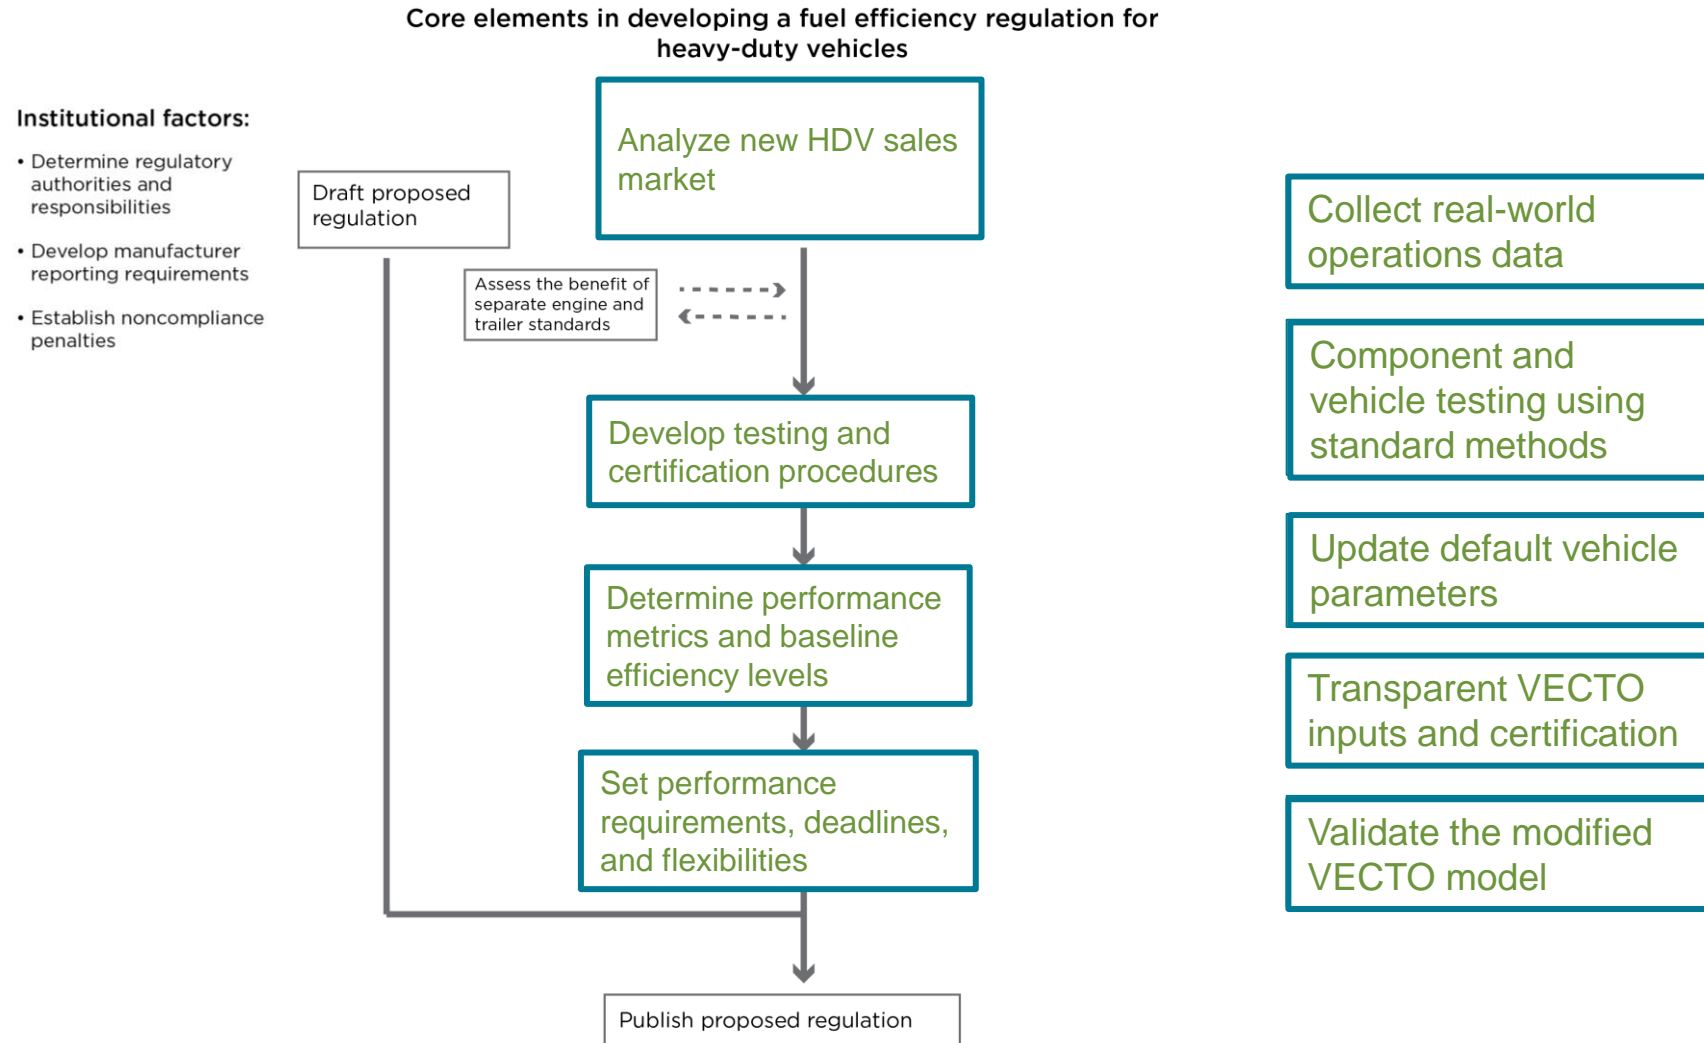 Core elements in developing a fuel efficiency regulation for
heavy-duty vehicles
Institutional factors:
• Determine regulatory
authorities and
responsibilities
• Develop manufacturer
reporting requirements
• Establish noncompliance
penalties
Draft proposed
regulation
Analyze new HDV sales
market
Assess the benefit of
separate engine and
trailer standards
Develop testing and
certification procedures
Determine performance
metrics and baseline
efficiency levels
Set performance
requirements, deadlines,
and flexibilities
Publish proposed regulation
Collect real-world
operations data
Component and
vehicle testing using
standard methods
Update default vehicle
parameters
Transparent VECTO
inputs and certification
Validate the modified
VECTO model